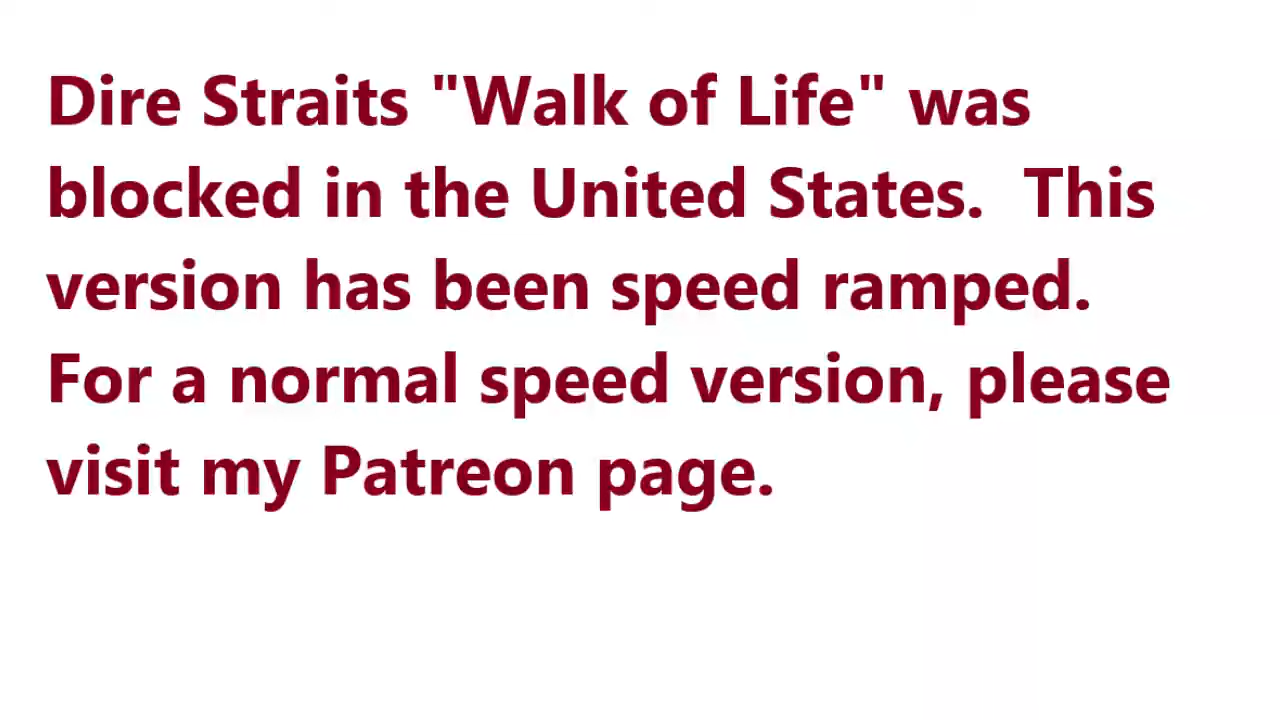 Dire Straits "Walk of Life" was
blocked in the United States.  This
version has been speed ramped.
For a normal speed version, please
visit my Patreon page.